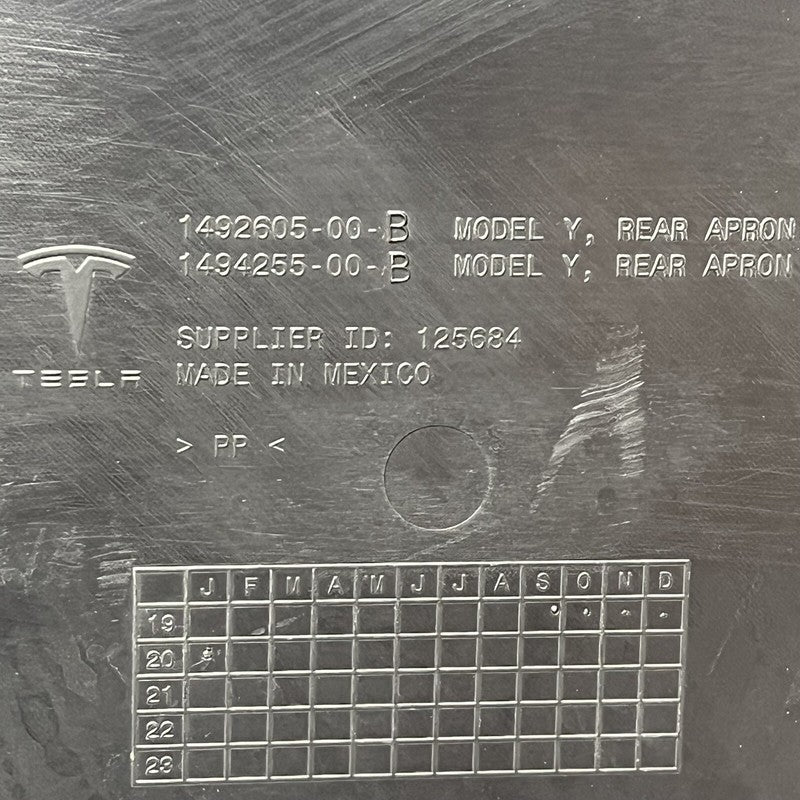 1492605-00-B MODEL Y, REAR APRON
1494255-00-B MODEL Y, REAR APRON
SUPPLIER ID: 125684
TESLA MADE IN MEXICO
> PP <
J F M A M J J A S O N D
19
20
21
22
23